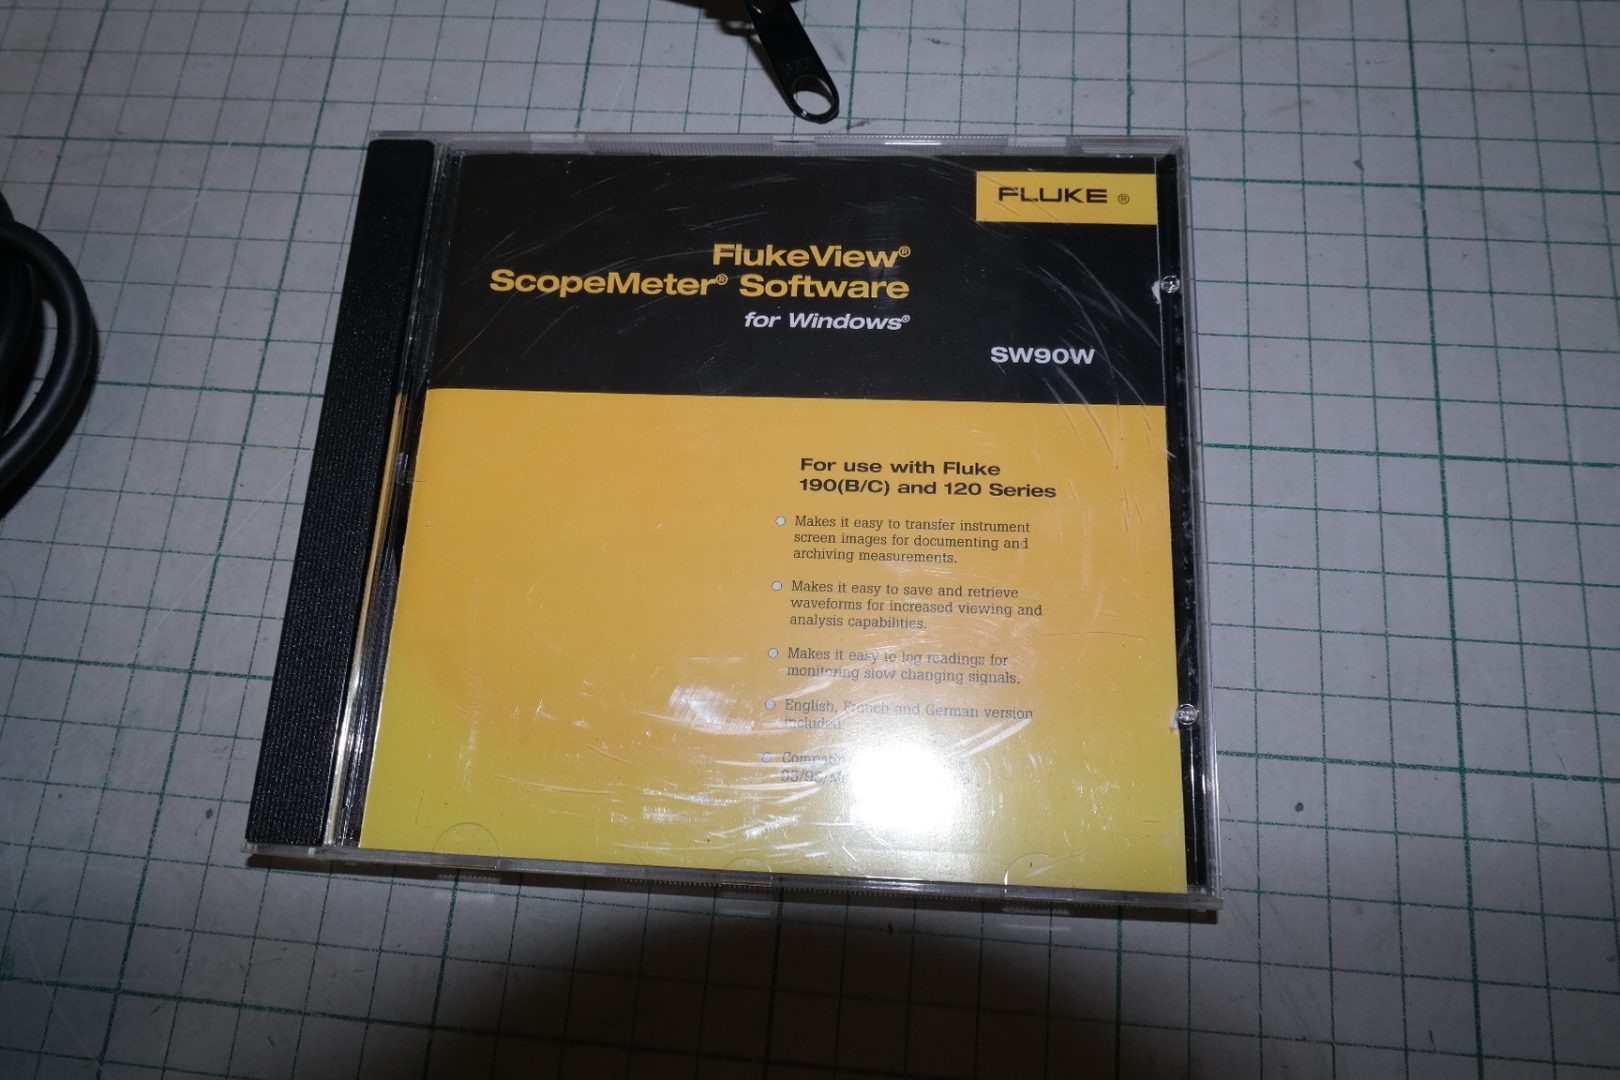 FLUKE ®
FlukeView®
ScopeMeter® Software
for Windows®
SW90W
For use with Fluke
190(B/C) and 120 Series
Makes it easy to transfer instrument
screen images for documenting and
archiving measurements.
Makes it easy to save and retrieve
waveforms for increased viewing and
analysis capabilities.
Makes it easy to log readings for
monitoring slow changing signals.
English, French and German version
included.